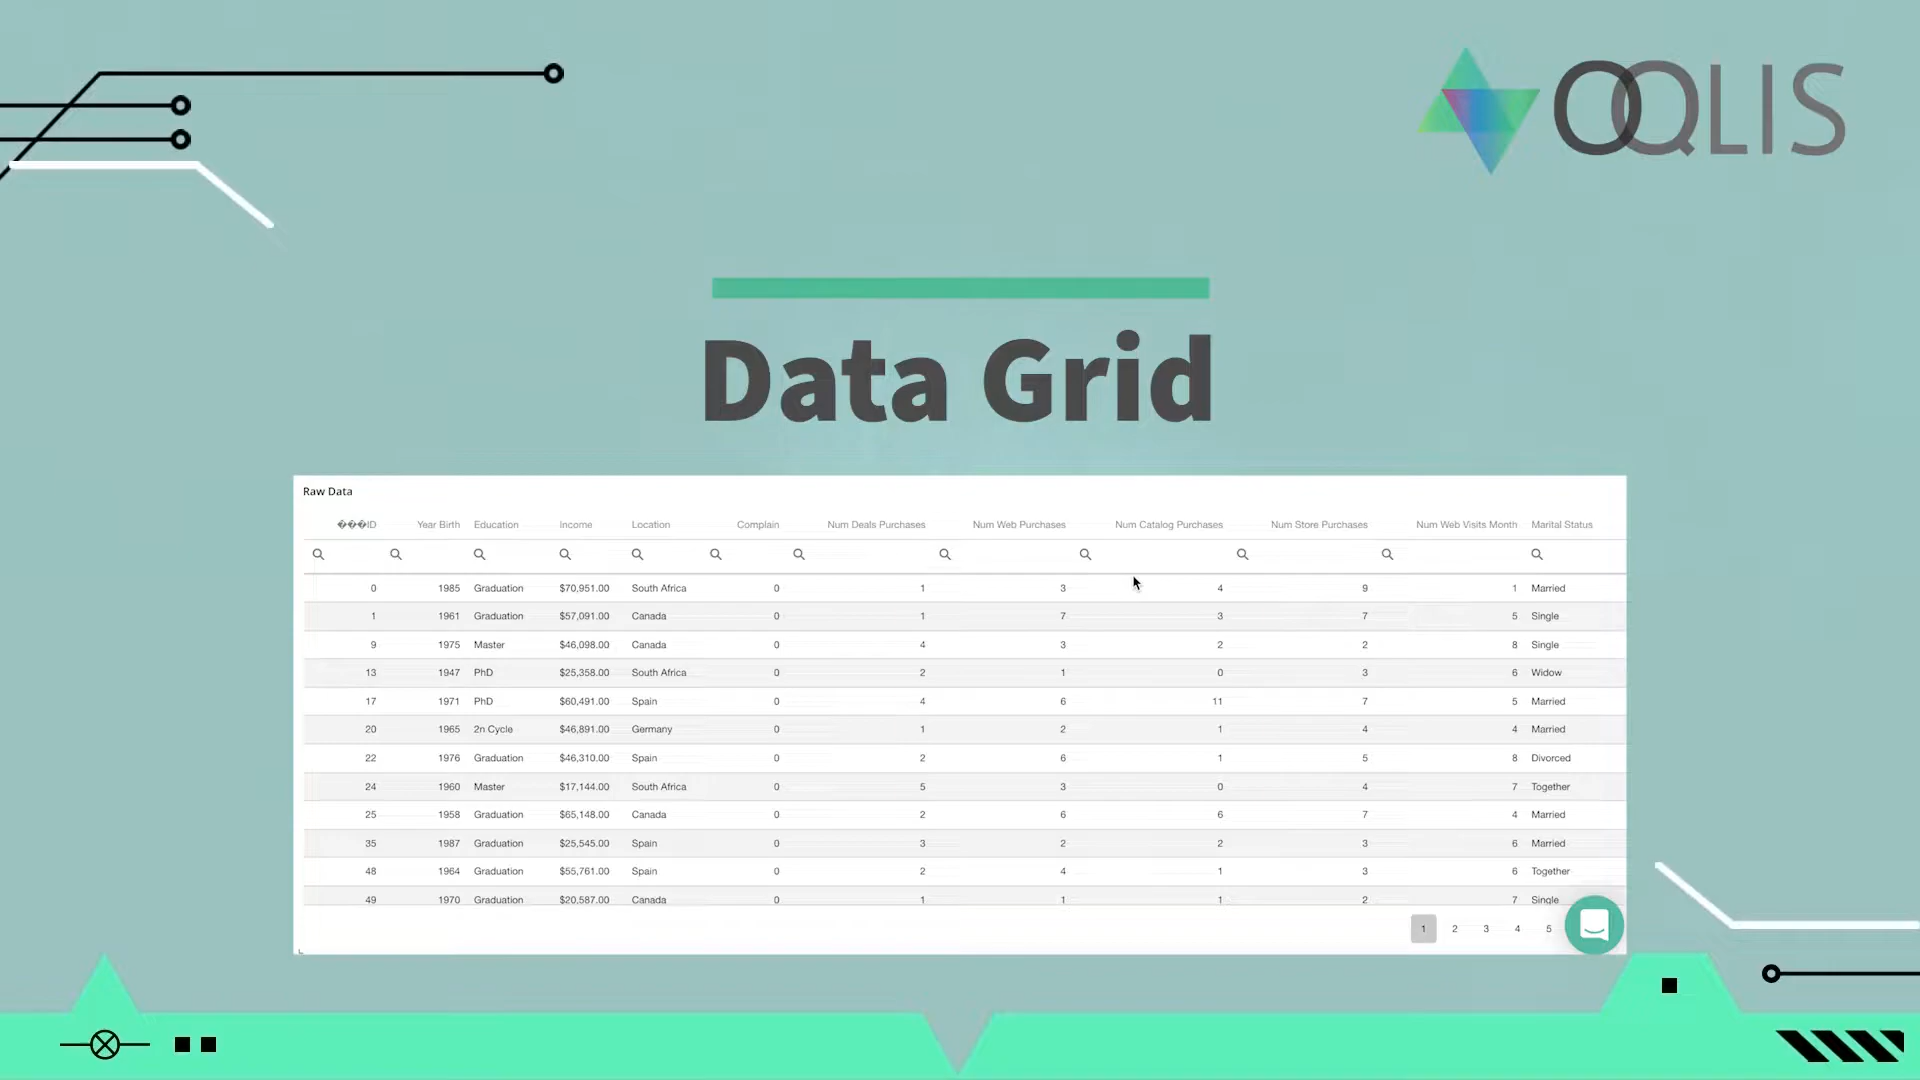 OQLIS
Data Grid
Raw Data
���ID Year Birth Education Income Location Complain Num Deals Purchases Num Web Purchases Num Catalog Purchases Num Store Purchases Num Web Visits Month Marital Status
0 1985 Graduation $70,951.00 South Africa 0 1 3 4 9 1 Married
1 1961 Graduation $57,091.00 Canada 0 1 7 3 7 5 Single
9 1975 Master $46,098.00 Canada 0 4 3 2 2 8 Single
13 1947 PhD $25,358.00 South Africa 0 2 1 0 3 6 Widow
17 1971 PhD $60,491.00 Spain 0 4 6 11 7 5 Married
20 1965 2n Cycle $46,891.00 Germany 0 1 2 1 4 4 Married
22 1976 Graduation $46,310.00 Spain 0 2 6 1 5 8 Divorced
24 1960 Master $17,144.00 South Africa 0 5 3 0 4 7 Together
25 1958 Graduation $65,148.00 Canada 0 2 6 6 7 4 Married
35 1987 Graduation $25,545.00 Spain 0 3 2 2 3 6 Married
48 1964 Graduation $55,761.00 Spain 0 2 4 1 3 6 Together
49 1970 Graduation $20,587.00 Canada 0 1 1 1 2 7 Single
1 2 3 4 5